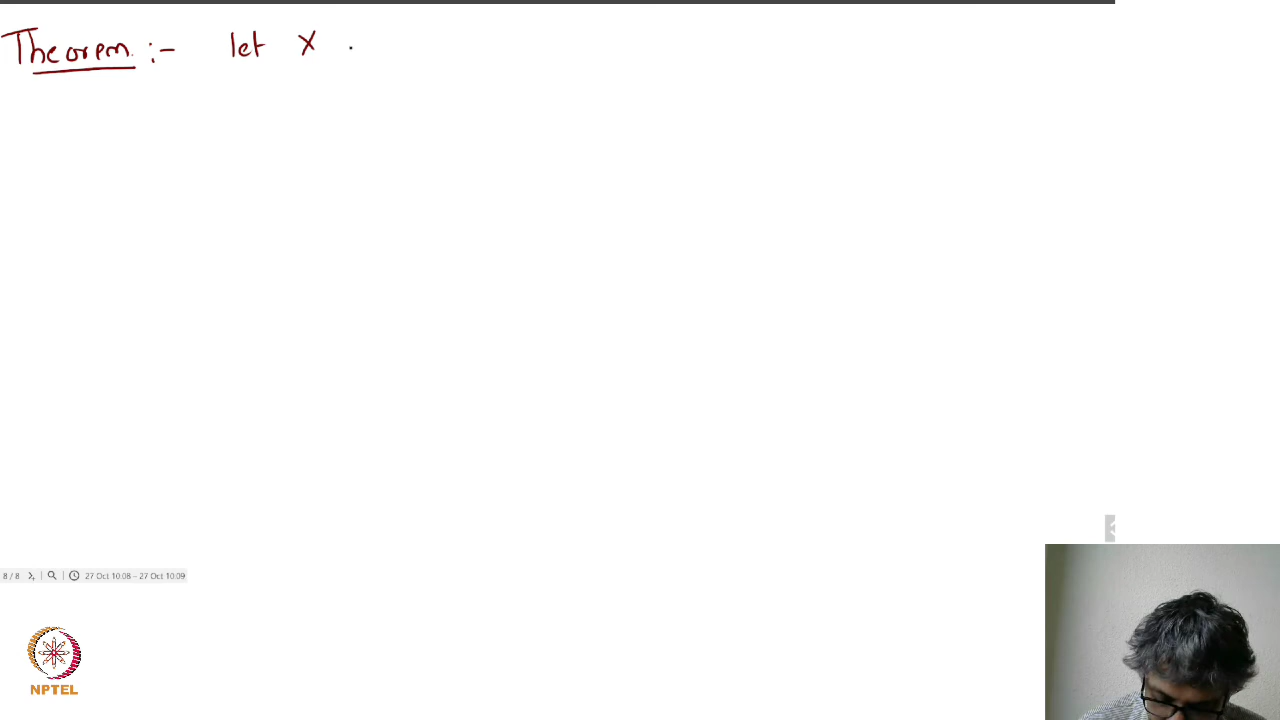 Theorem :- let X
8 / 8 27 Oct 10:08 – 27 Oct 10:09
NPTEL